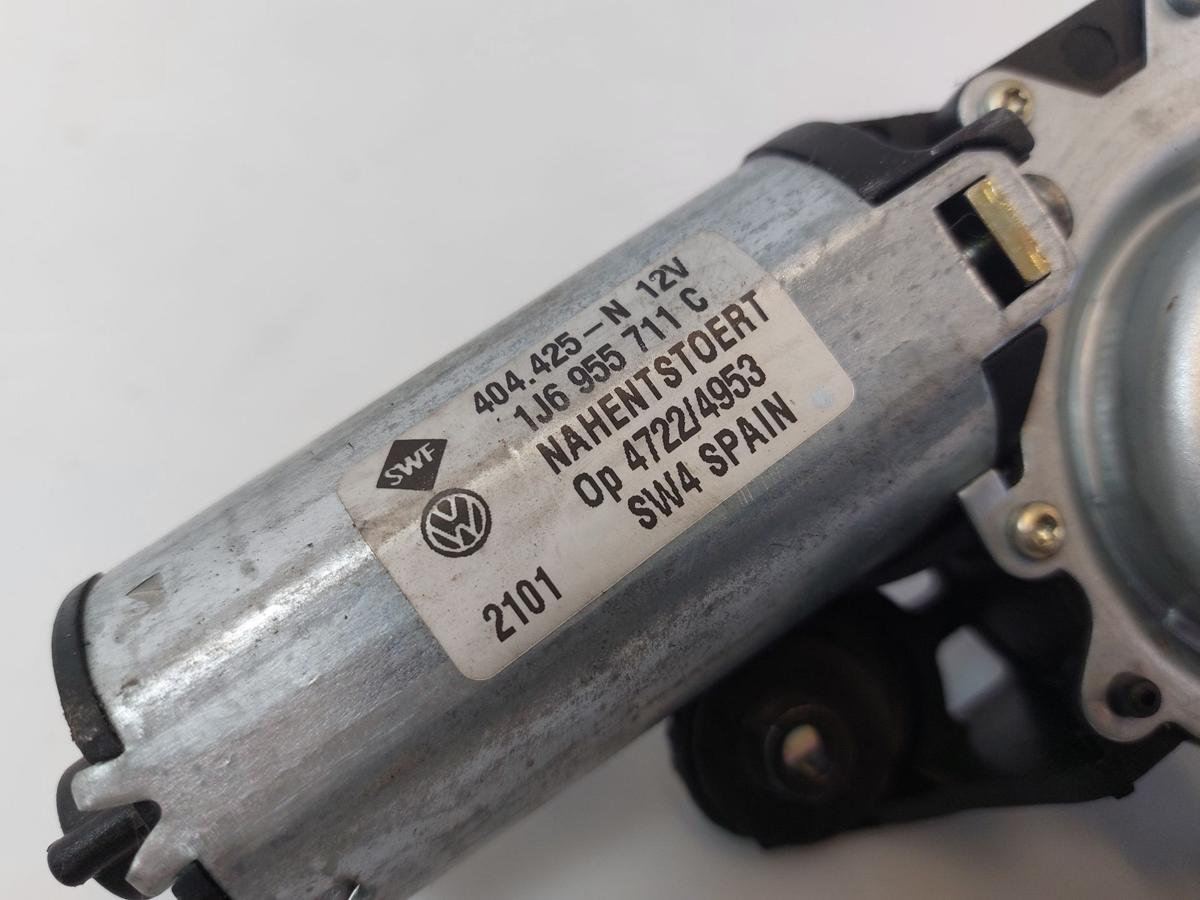 404.425-N 12V
1J6 955 711 C
NAHENTSTOERT
Op 4722/4953
SW4 SPAIN
SWF
2101